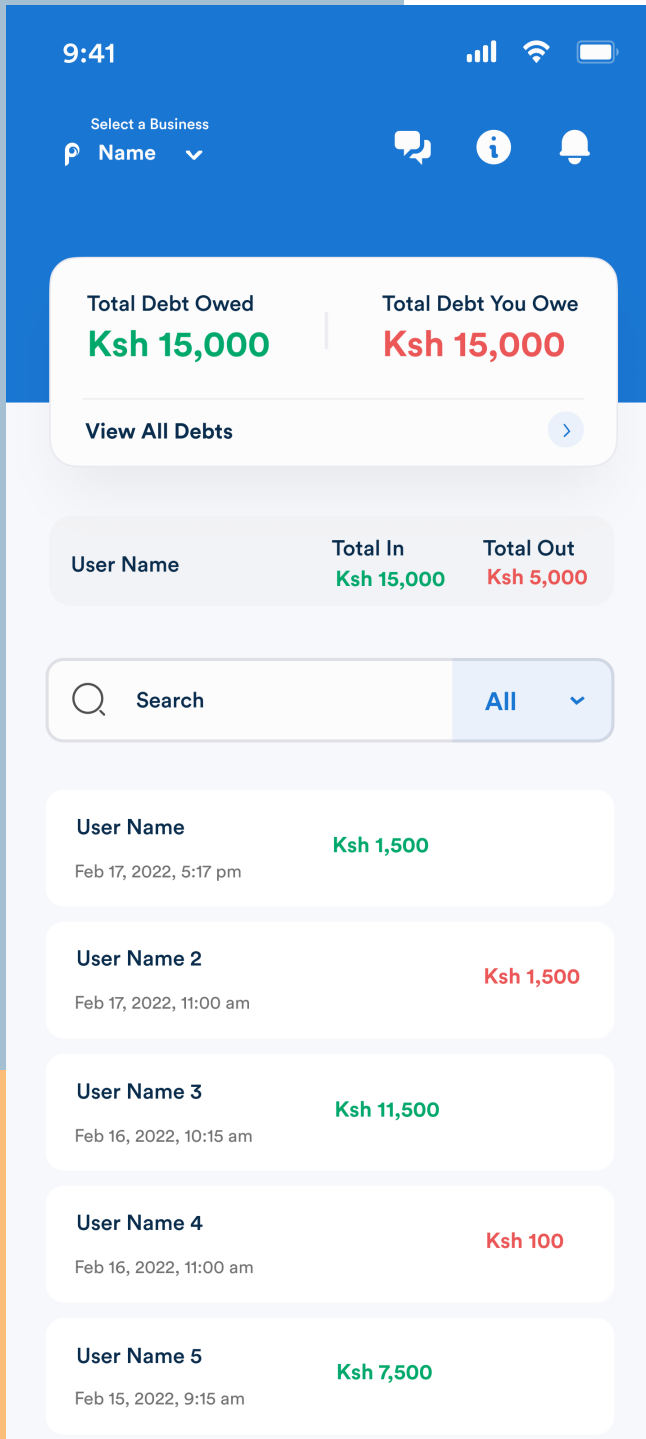 9:41
Select a Business
Name
Total Debt Owed
Total Debt You Owe
Ksh 15,000
Ksh 15,000
View All Debts
User Name
Total In
Total Out
Ksh 15,000
Ksh 5,000
Search
All
User Name
Ksh 1,500
Feb 17, 2022, 5:17 pm
User Name 2
Ksh 1,500
Feb 17, 2022, 11:00 am
User Name 3
Ksh 11,500
Feb 16, 2022, 10:15 am
User Name 4
Ksh 100
Feb 16, 2022, 11:00 am
User Name 5
Ksh 7,500
Feb 15, 2022, 9:15 am